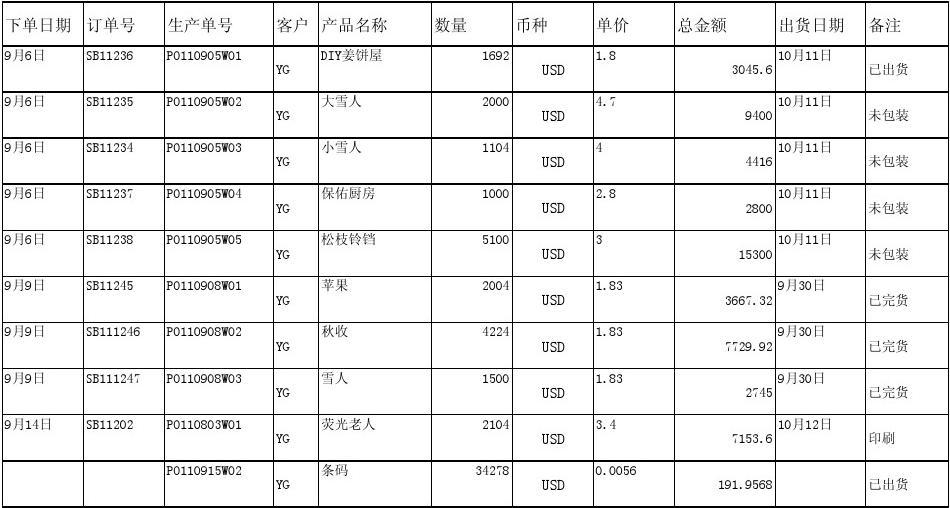 下单日期 订单号 生产单号 客户 产品名称 数量 币种 单价 总金额 出货日期 备注
9月6日 SB11236 P0110905W01 YG DIY姜饼屋 1692 USD 1.8 3045.6 10月11日 已出货
9月6日 SB11235 P0110905W02 YG 大雪人 2000 USD 4.7 9400 10月11日 未包装
9月6日 SB11234 P0110905W03 YG 小雪人 1104 USD 4 4416 10月11日 未包装
9月6日 SB11237 P0110905W04 YG 保佑厨房 1000 USD 2.8 2800 10月11日 未包装
9月6日 SB11238 P0110905W05 YG 松枝铃铛 5100 USD 3 15300 10月11日 未包装
9月9日 SB11245 P0110908W01 YG 苹果 2004 USD 1.83 3667.32 9月30日 已完货
9月9日 SB111246 P0110908W02 YG 秋收 4224 USD 1.83 7729.92 9月30日 已完货
9月9日 SB111247 P0110908W03 YG 雪人 1500 USD 1.83 2745 9月30日 已完货
9月14日 SB11202 P0110803W01 YG 荧光老人 2104 USD 3.4 7153.6 10月12日 印刷
P0110915W02 YG 条码 34278 USD 0.0056 191.9568 已出货